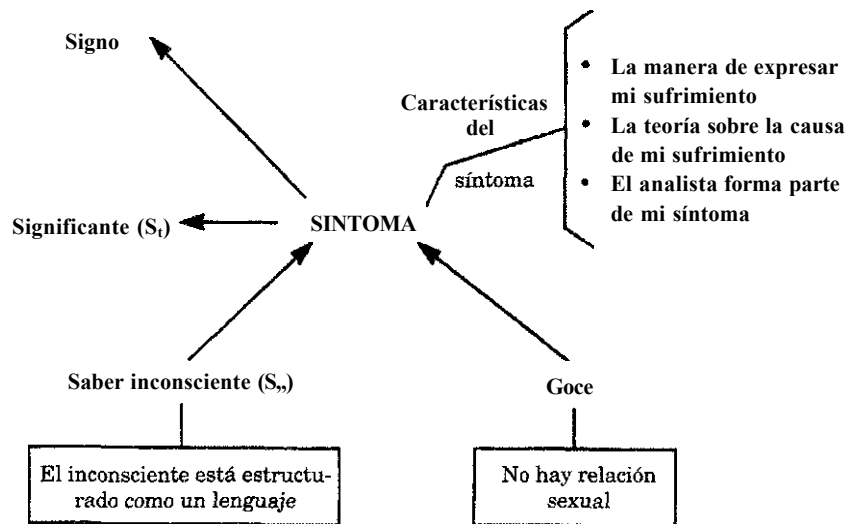 Signo
Características
del
síntoma
• La manera de expresar
mi sufrimiento
• La teoría sobre la causa
de mi sufrimiento
• El analista forma parte
de mi síntoma
Significante (Sₜ)
SINTOMA
Saber inconsciente (S„)
Goce
El inconsciente está estructu-
rado como un lenguaje
No hay relación
sexual